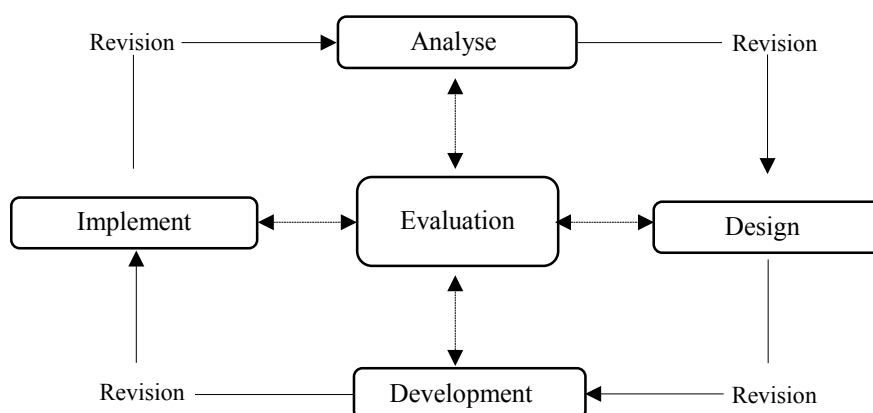 Revision
Analyse
Revision
Implement
Evaluation
Design
Revision
Development
Revision